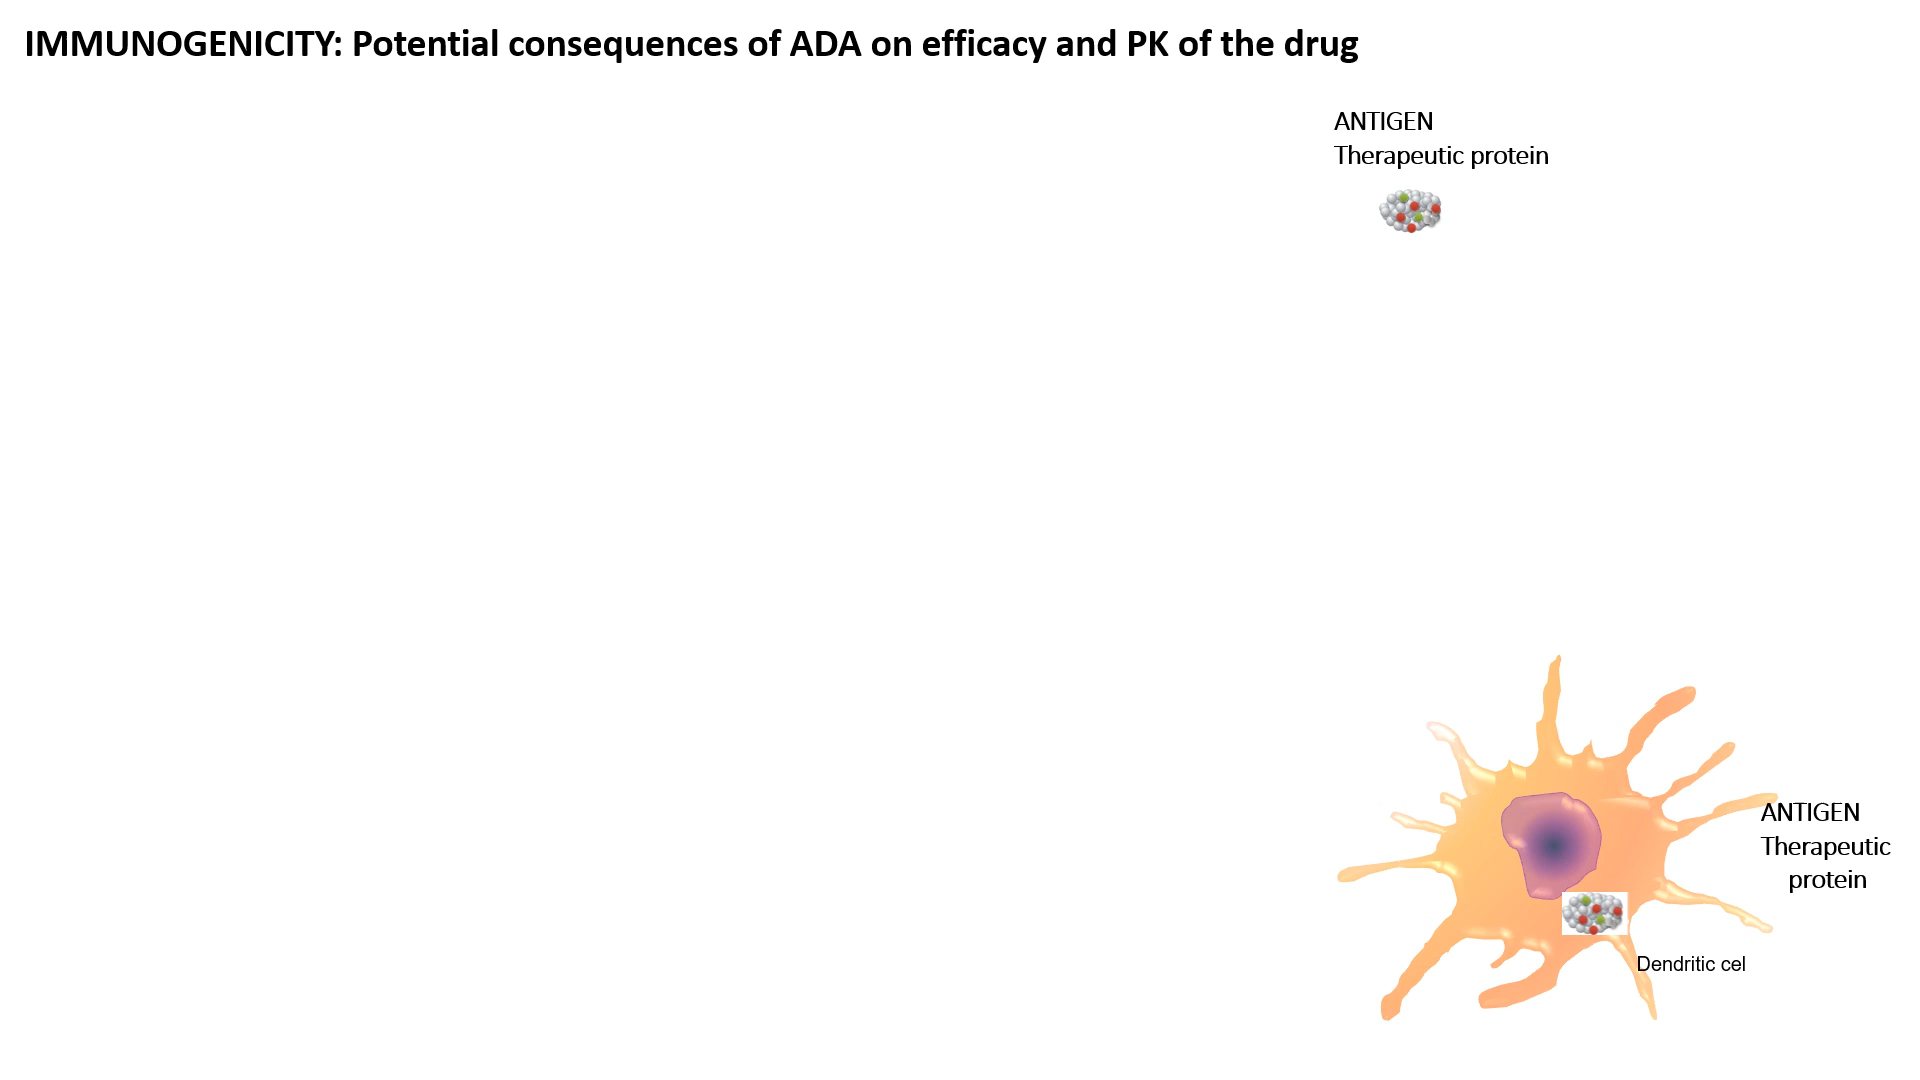 IMMUNOGENICITY: Potential consequences of ADA on efficacy and PK of the drug
ANTIGEN
Therapeutic protein
ANTIGEN
Therapeutic
protein
Dendritic cel